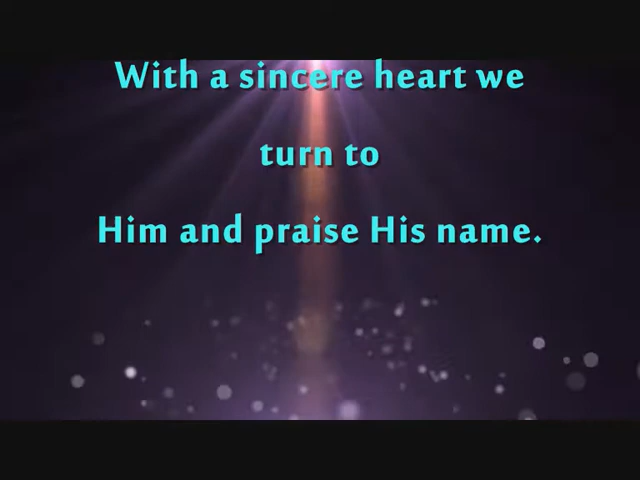 With a sincere heart we
turn to
Him and praise His name.